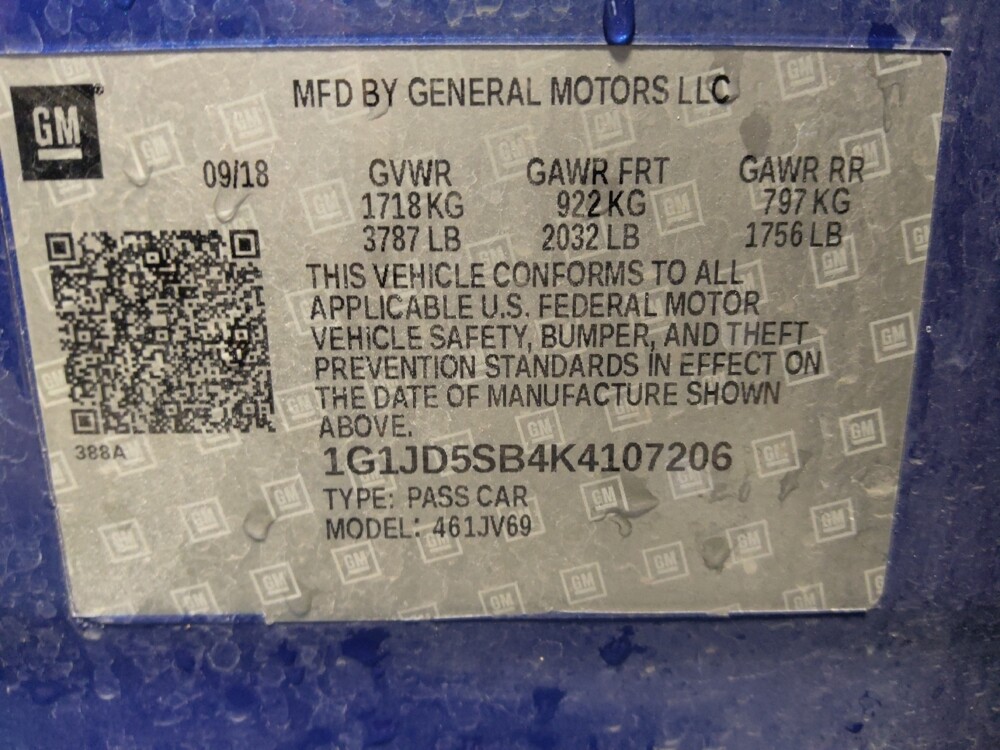 GM
MFD BY GENERAL MOTORS LLC
09/18 GVWR GAWR FRT GAWR RR
1718 KG 922 KG 797 KG
3787 LB 2032 LB 1756 LB
THIS VEHICLE CONFORMS TO ALL
APPLICABLE U.S. FEDERAL MOTOR
VEHICLE SAFETY, BUMPER, AND THEFT
PREVENTION STANDARDS IN EFFECT ON
THE DATE OF MANUFACTURE SHOWN
ABOVE.
388A
1G1JD5SB4K4107206
TYPE: PASS CAR
MODEL: 461JV69